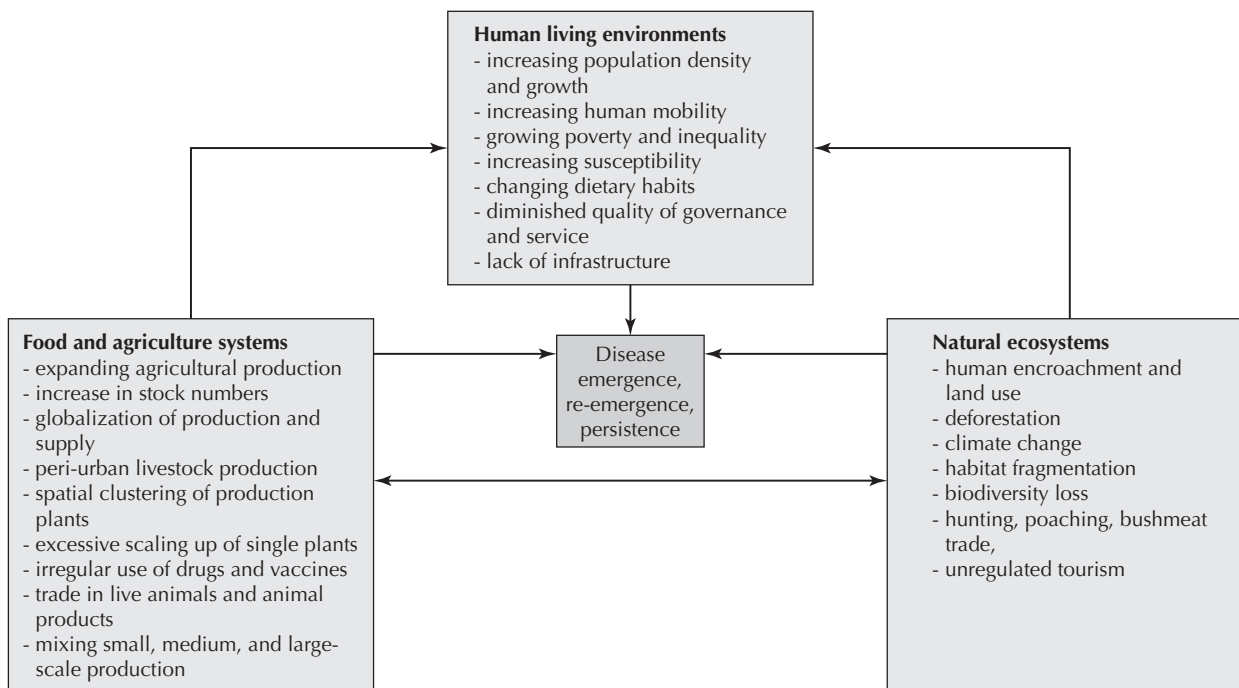 Human living environments
- increasing population density
and growth
- increasing human mobility
- growing poverty and inequality
- increasing susceptibility
- changing dietary habits
- diminished quality of governance
and service
- lack of infrastructure
Food and agriculture systems
- expanding agricultural production
- increase in stock numbers
- globalization of production and
supply
- peri-urban livestock production
- spatial clustering of production
plants
- excessive scaling up of single plants
- irregular use of drugs and vaccines
- trade in live animals and animal
products
- mixing small, medium, and large-
scale production
Disease
emergence,
re-emergence,
persistence
Natural ecosystems
- human encroachment and
land use
- deforestation
- climate change
- habitat fragmentation
- biodiversity loss
- hunting, poaching, bushmeat
trade,
- unregulated tourism